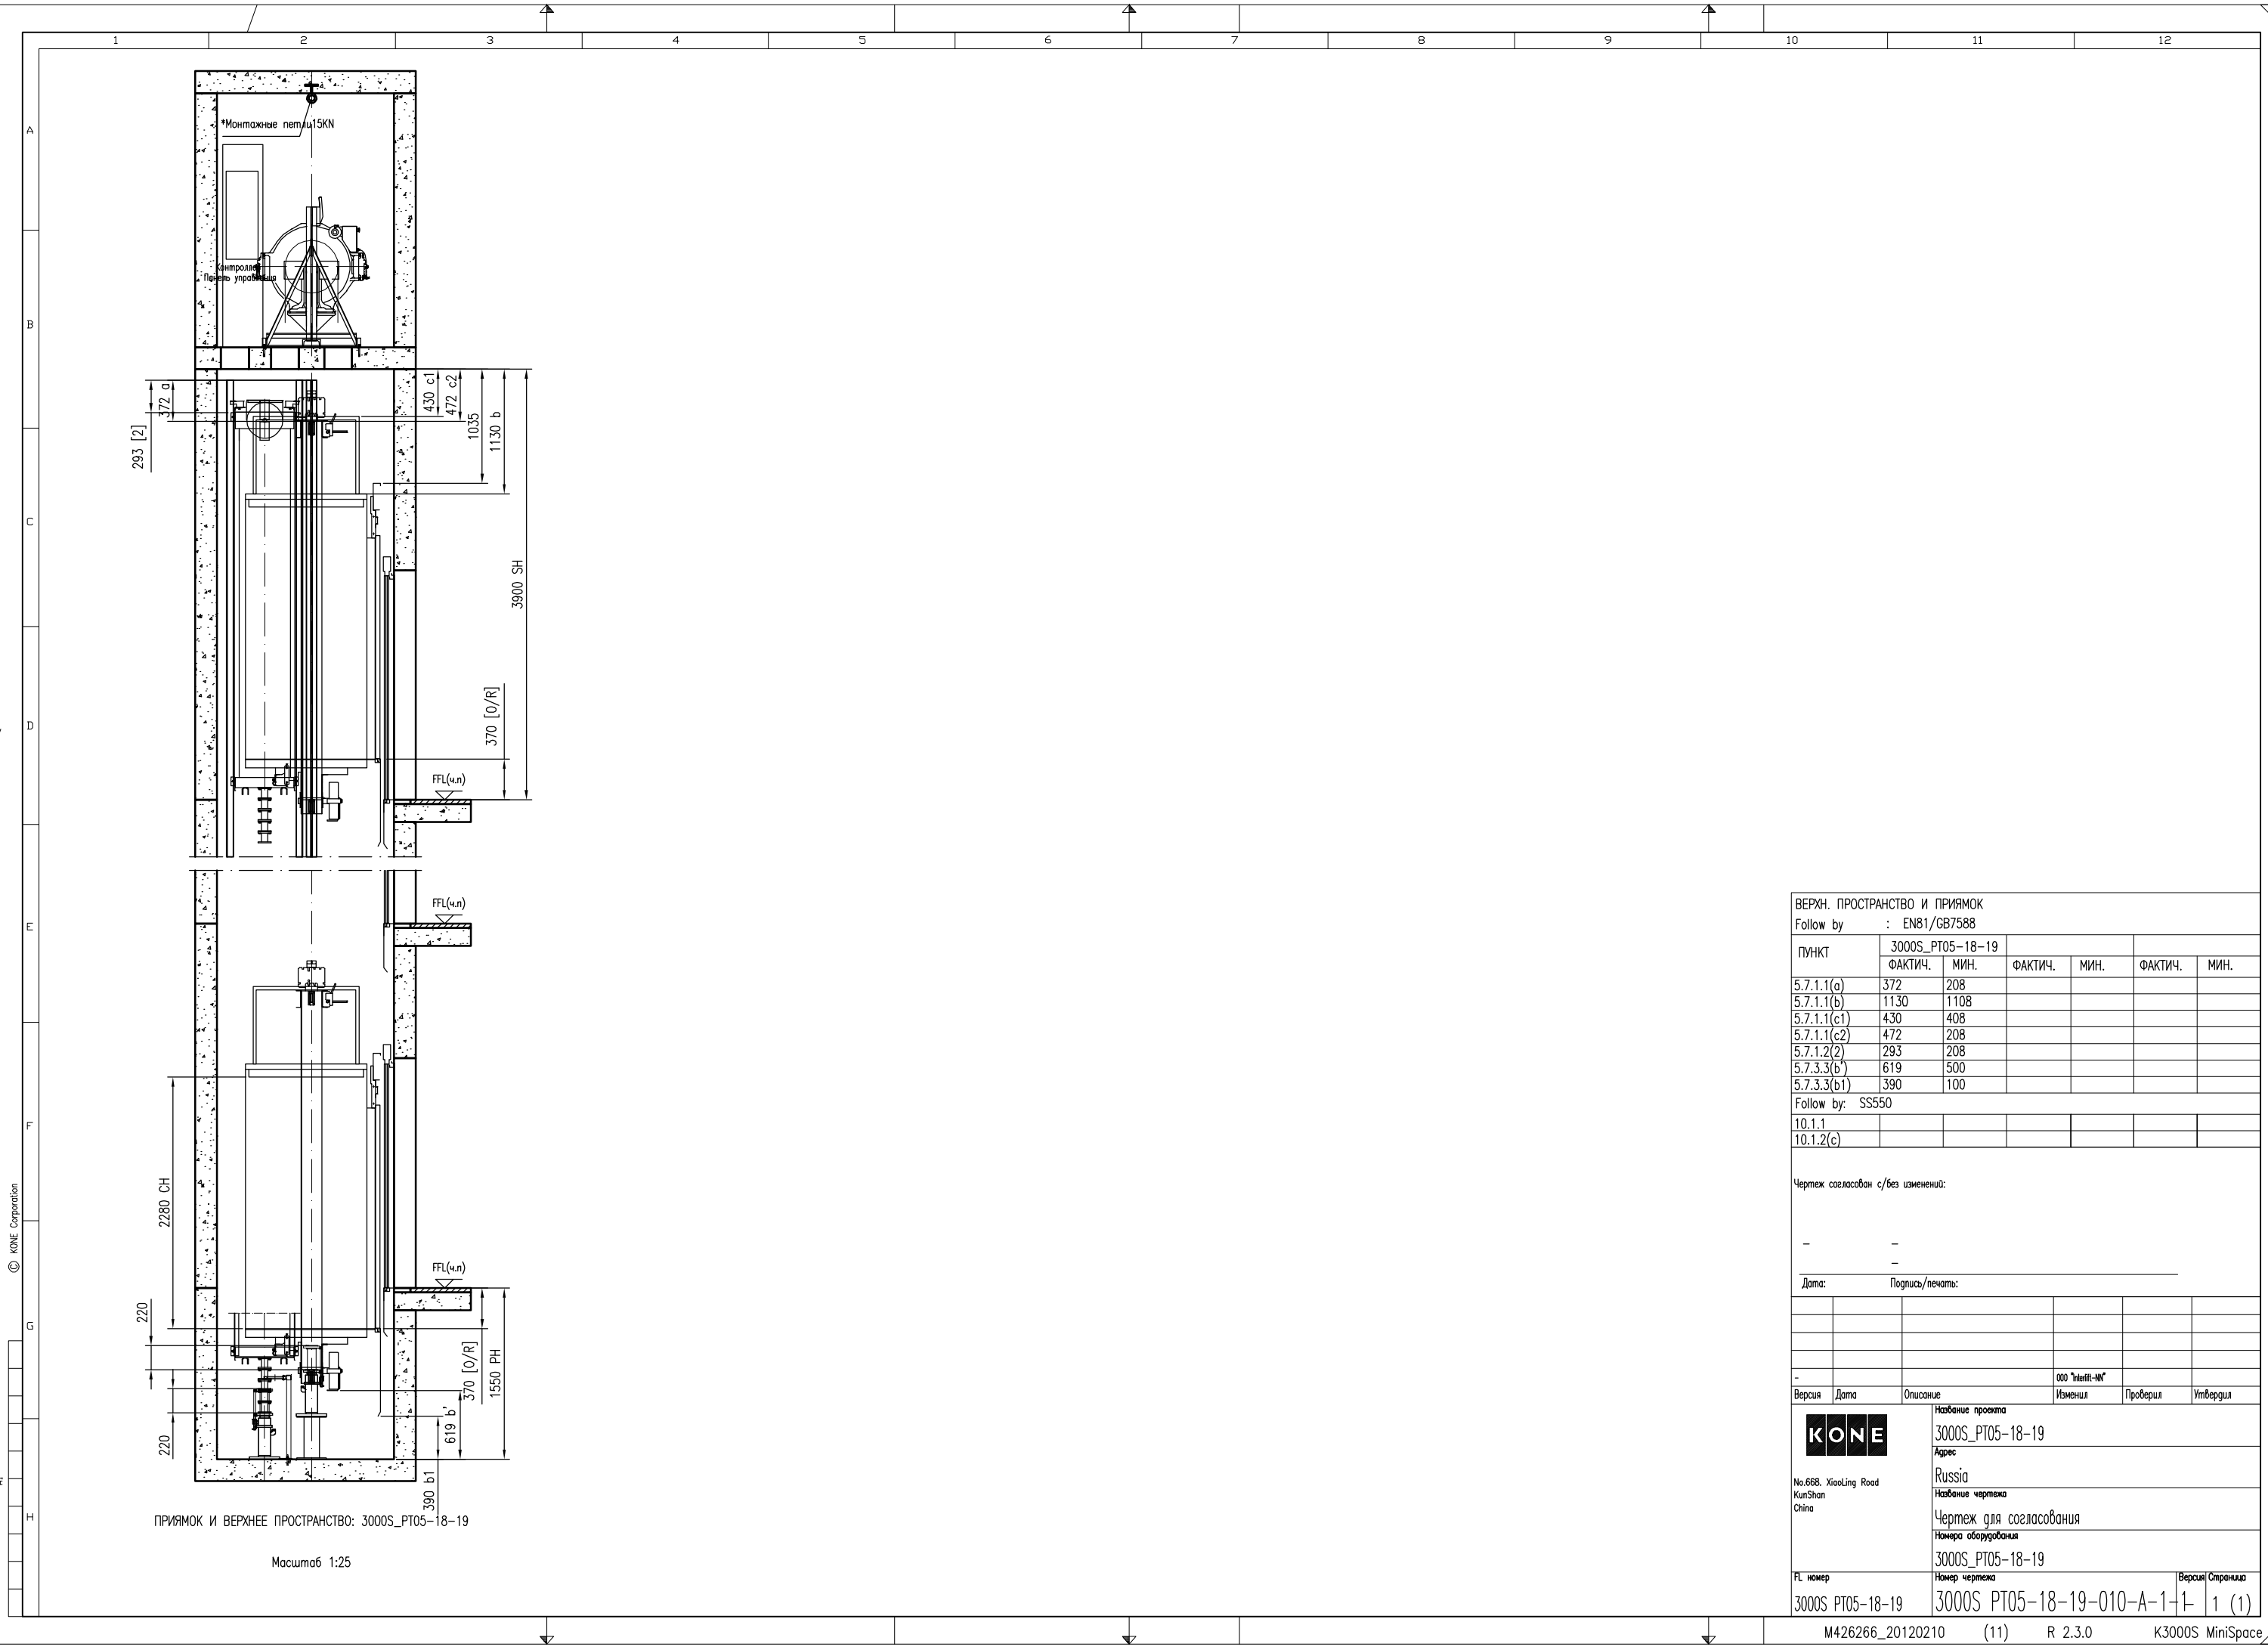 1 2 3 4 5 6 7 8 9 10 11 12
A
B
C
D
E
F
G
H
*Монтажные петли 15KN
Контроллер
Панель управления
372 a
293 [2]
430 c1
472 c2
1035
1130 b
3900 SH
370 [O/R]
FFL(ч.п)
FFL(ч.п)
2280 CH
FFL(ч.п)
220
220
370 [O/R]
1550 PH
619 b'
390 b1
ПРИЯМОК И ВЕРХНЕЕ ПРОСТРАНСТВО: 3000S_PT05-18-19
Масштаб 1:25
© KONE Corporation
ВЕРХН. ПРОСТРАНСТВО И ПРИЯМОК
Follow by : EN81/GB7588
ПУНКТ 3000S_PT05-18-19
ФАКТИЧ. МИН. ФАКТИЧ. МИН. ФАКТИЧ. МИН.
5.7.1.1(a) 372 208
5.7.1.1(b) 1130 1108
5.7.1.1(c1) 430 408
5.7.1.1(c2) 472 208
5.7.1.2(2) 293 208
5.7.3.3(b') 619 500
5.7.3.3(b1) 390 100
Follow by: SS550
10.1.1
10.1.2(c)
Чертеж согласован с/без изменений:
– –
–
Дата: Подпись/печать:
– ООО "Interlift-NN"
Версия Дата Описание Изменил Проверил Утвердил
KONE
No.668. XiaoLing Road
KunShan
China
Название проекта
3000S_PT05-18-19
Адрес
Russia
Название чертежа
Чертеж для согласования
Номера оборудования
3000S_PT05-18-19
FL номер Номер чертежа Версия Страница
3000S PT05-18-19 3000S PT05-18-19-010-A-1-1 – 1 (1)
M426266_20120210 (11) R 2.3.0 K3000S MiniSpace